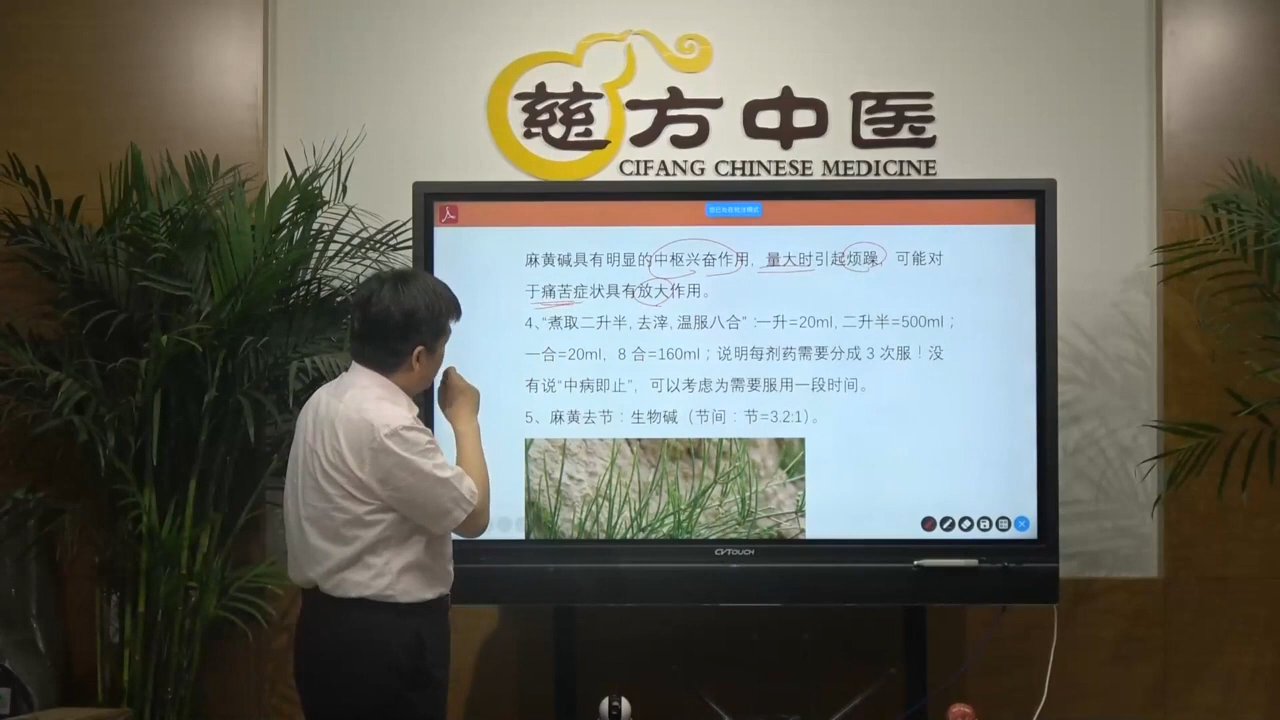 慈方中医
CIFANG CHINESE MEDICINE
麻黄碱具有明显的中枢兴奋作用，量大时引起烦躁，可能对
于痛苦症状具有放大作用。
4、“煮取二升半，去滓，温服八合”：一升=20ml，二升半=500ml；
一合=20ml，8 合=160ml；说明每剂药需要分成 3 次服！没
有说“中病即止”，可以考虑为需要服用一段时间。
5、麻黄去节：生物碱（节间：节=3.2:1）。
CVTOUCH